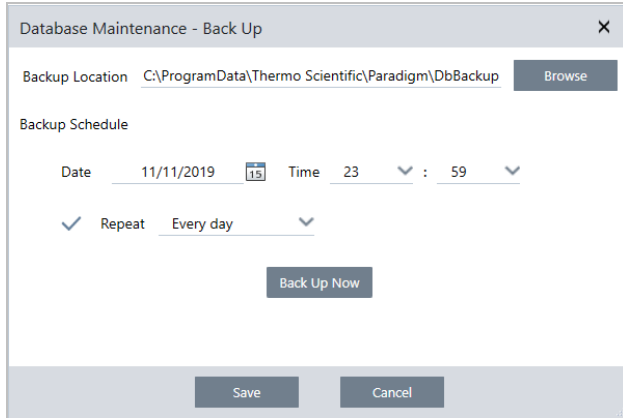 Database Maintenance - Back Up
Backup Location C:\ProgramData\Thermo Scientific\Paradigm\DbBackup Browse
Backup Schedule
Date 11/11/2019 15 Time 23 : 59
Repeat Every day
Back Up Now
Save Cancel